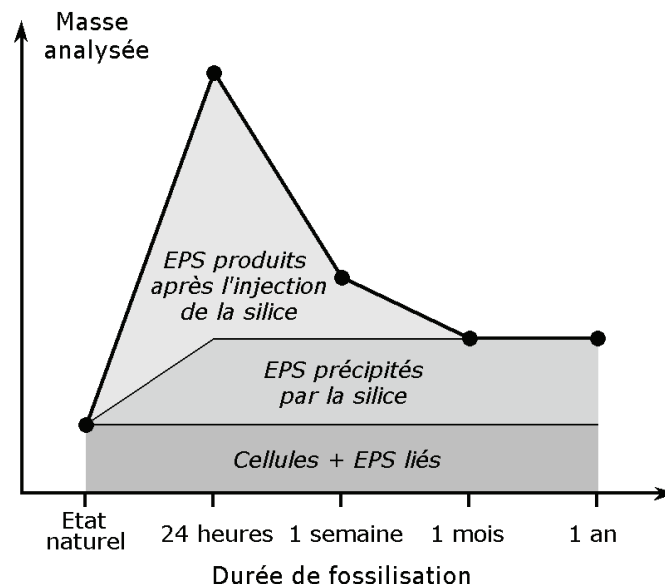 Masse
analysée
EPS produits
après l'injection
de la silice
EPS précipités
par la silice
Cellules + EPS liés
Etat
naturel
24 heures
1 semaine
1 mois
1 an
Durée de fossilisation